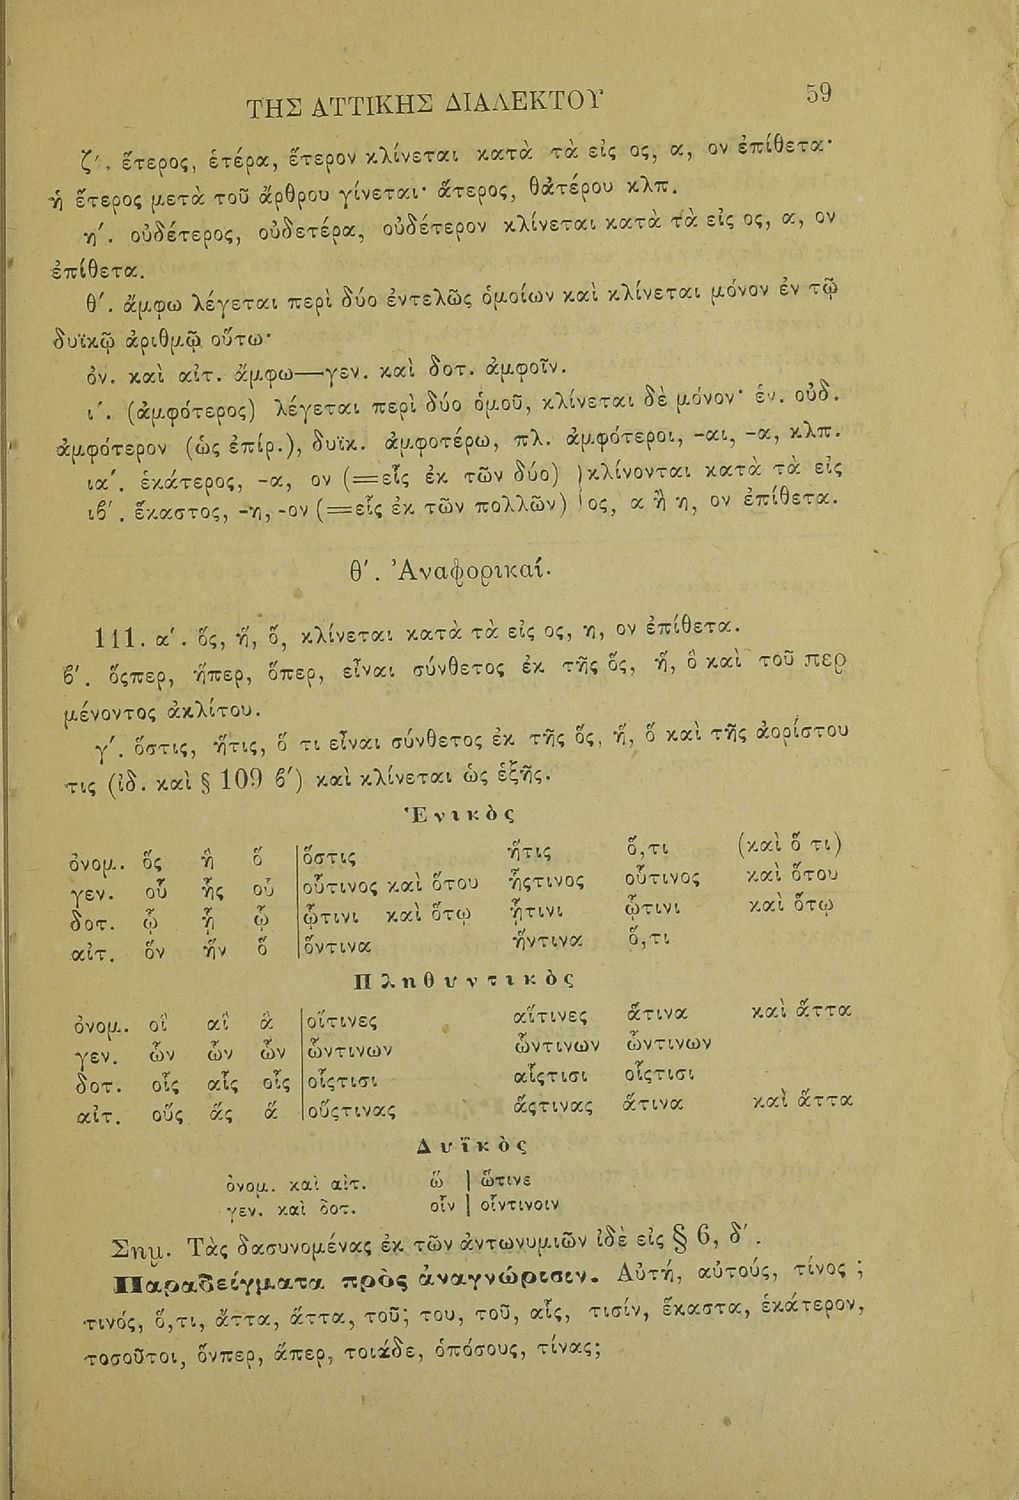 ΤΗΣ ΑΤΤΙΚΗΣ ΔΙΑΛΕΚΤΟΥ 59
ζ΄. ἕτερος, ἑτέρα, ἕτερον κλίνεται κατὰ τὰ εἰς ος, α, ον ἐπίθετα·
ἡ ἕτερος μετὰ τοῦ ἄρθρου γίνεται· ἅτερος, θἀτέρου κλπ.
η΄. οὐδέτερος, οὐδετέρα, οὐδέτερον κλίνεται κατὰ τὰ εἰς ος, α, ον
ἐπίθετα.
θ΄. ἄμφω λέγεται περὶ δύο ἐντελῶς ὁμοίων καὶ κλίνεται μόνον ἐν τῷ
δυϊκῷ ἀριθμῷ οὕτω·
ὀν. καὶ αἰτ. ἄμφω—γεν. καὶ δοτ. ἀμφοῖν.
ι΄. (ἀμφότερος) λέγεται περὶ δύο ὁμοῦ, κλίνεται δὲ μόνον· ἑν. οὐδ.
ἀμφότερον (ὡς ἐπίρ.), δυϊκ. ἀμφοτέρω, πλ. ἀμφότεροι, -αι, -α, κλπ.
ια΄. ἑκάτερος, -α, ον (=εἷς ἐκ τῶν δύο) ) κλίνονται κατὰ τὰ εἰς
ιϐ΄. ἕκαστος, -η, -ον (=εἷς ἐκ τῶν πολλῶν) ) ος, α ἢ η, ον ἐπίθετα.
θ΄. Ἀναφορικαί.
111. α΄. ὅς, ἥ, ὅ, κλίνεται κατὰ τὰ εἰς ος, η, ον ἐπίθετα.
ϐ΄. ὅςπερ, ἥπερ, ὅπερ, εἶναι σύνθετος ἐκ τῆς ὅς, ἥ, ὃ καὶ τοῦ περ
μένοντος ἀκλίτου.
γ΄. ὅστις, ἥτις, ὅ τι εἶναι σύνθετος ἐκ τῆς ὅς, ἥ, ὅ καὶ τῆς ἀορίστου
τις (ἰδ. καὶ § 109 ϐ΄) καὶ κλίνεται ὡς ἑξῆς.
Ἑνικὸς
ὀνομ. ὅς ἥ ὅ ὅστις ἥτις ὅ,τι (καὶ ὅ τι)
γεν. οὗ ἧς οὗ οὗτινος καὶ ὅτου ἧςτινος οὗτινος καὶ ὅτου
δοτ. ᾧ ᾗ ᾧ ᾧτινι καὶ ὅτῳ ᾗτινι ᾧτινι καὶ ὅτῳ
αἰτ. ὅν ἥν ὅ ὅντινα ἥντινα ὅ,τι
Πληθυντικὸς
ὀνομ. οἵ αἵ ἅ οἵτινες αἵτινες ἅτινα καὶ ἅττα
γεν. ὧν ὧν ὧν ὧντινων ὧντινων ὧντινων
δοτ. οἷς αἷς οἷς οἷςτισι αἷςτισι οἷςτισι
αἰτ. οὕς ἅς ἅ οὕςτινας ἅςτινας ἅτινα καὶ ἅττα
Δυϊκὸς
ὀνομ. καὶ αἰτ. ὥ | ὥτινε
γεν. καὶ δοτ. οἷν | οἷντινοιν
Σημ. Τὰς δασυνομένας ἐκ τῶν ἀντωνυμιῶν ἰδὲ εἰς § 6, δ΄.
Παραδείγματα πρὸς ἀναγνώρισιν. Αὐτή, αὐτούς, τίνος ;
τινός, ὅ,τι, ἄττα, ἅττα, τοῦ; του, τοῦ, αἷς, τισίν, ἕκαστα, ἑκάτερον,
τοσοῦτοι, ὅνπερ, ἅπερ, τοιάδε, ὁπόσους, τίνας;